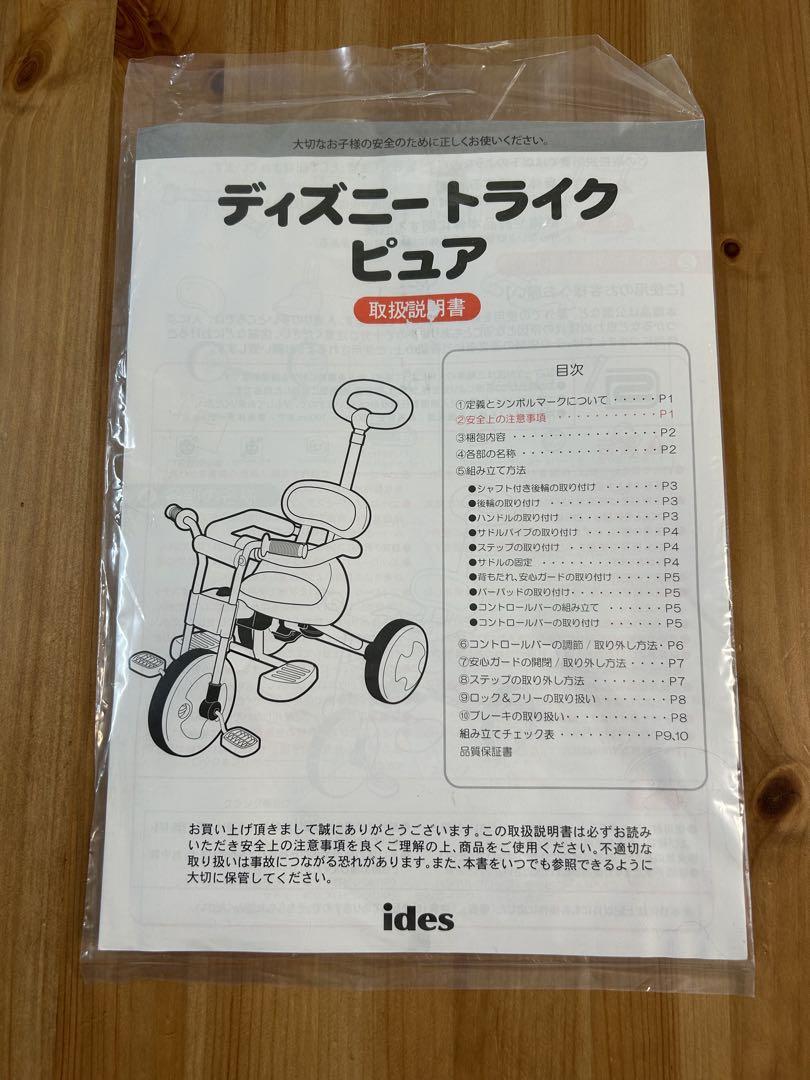 大切なお子様の安全のために正しくお使いください。
ディズニートライク
ピュア
取扱説明書
目次
①定義とシンボルマークについて・・・・・P1
②安全上の注意事項 ・・・・・・・・・・・P1
③梱包内容・・・・・・・・・・・・・・・P2
④各部の名称・・・・・・・・・・・・・・P2
⑤組み立て方法
●シャフト付き後輪の取り付け ・・・・・・P3
●後輪の取り付け ・・・・・・・・・・・・P3
●ハンドルの取り付け ・・・・・・・・・・P3
●サドルパイプの取り付け ・・・・・・・・P4
●ステップの取り付け ・・・・・・・・・・P4
●サドルの固定 ・・・・・・・・・・・・・P4
●背もたれ、安心ガードの取り付け・・・・・P5
●バーパッドの取り付け・・・・・・・・・・P5
●コントロールバーの組み立て ・・・・・・P5
●コントロールバーの取り付け ・・・・・・P5
⑥コントロールバーの調節/取り外し方法・P6
⑦安心ガードの開閉/取り外し方法・・・・P7
⑧ステップの取り外し方法 ・・・・・・・・P7
⑨ロック&フリーの取り扱い・・・・・・・P8
⑩ブレーキの取り扱い・・・・・・・・・・P8
組み立てチェック表 ・・・・・・・・・・P9,10
品質保証書
お買い上げ頂きまして誠にありがとうございます。この取扱説明書は必ずお読み
いただき安全上の注意事項を良くご理解の上、商品をご使用ください。不適切な
取り扱いは事故につながる恐れがあります。また、本書をいつでも参照できるように
大切に保管してください。
ides